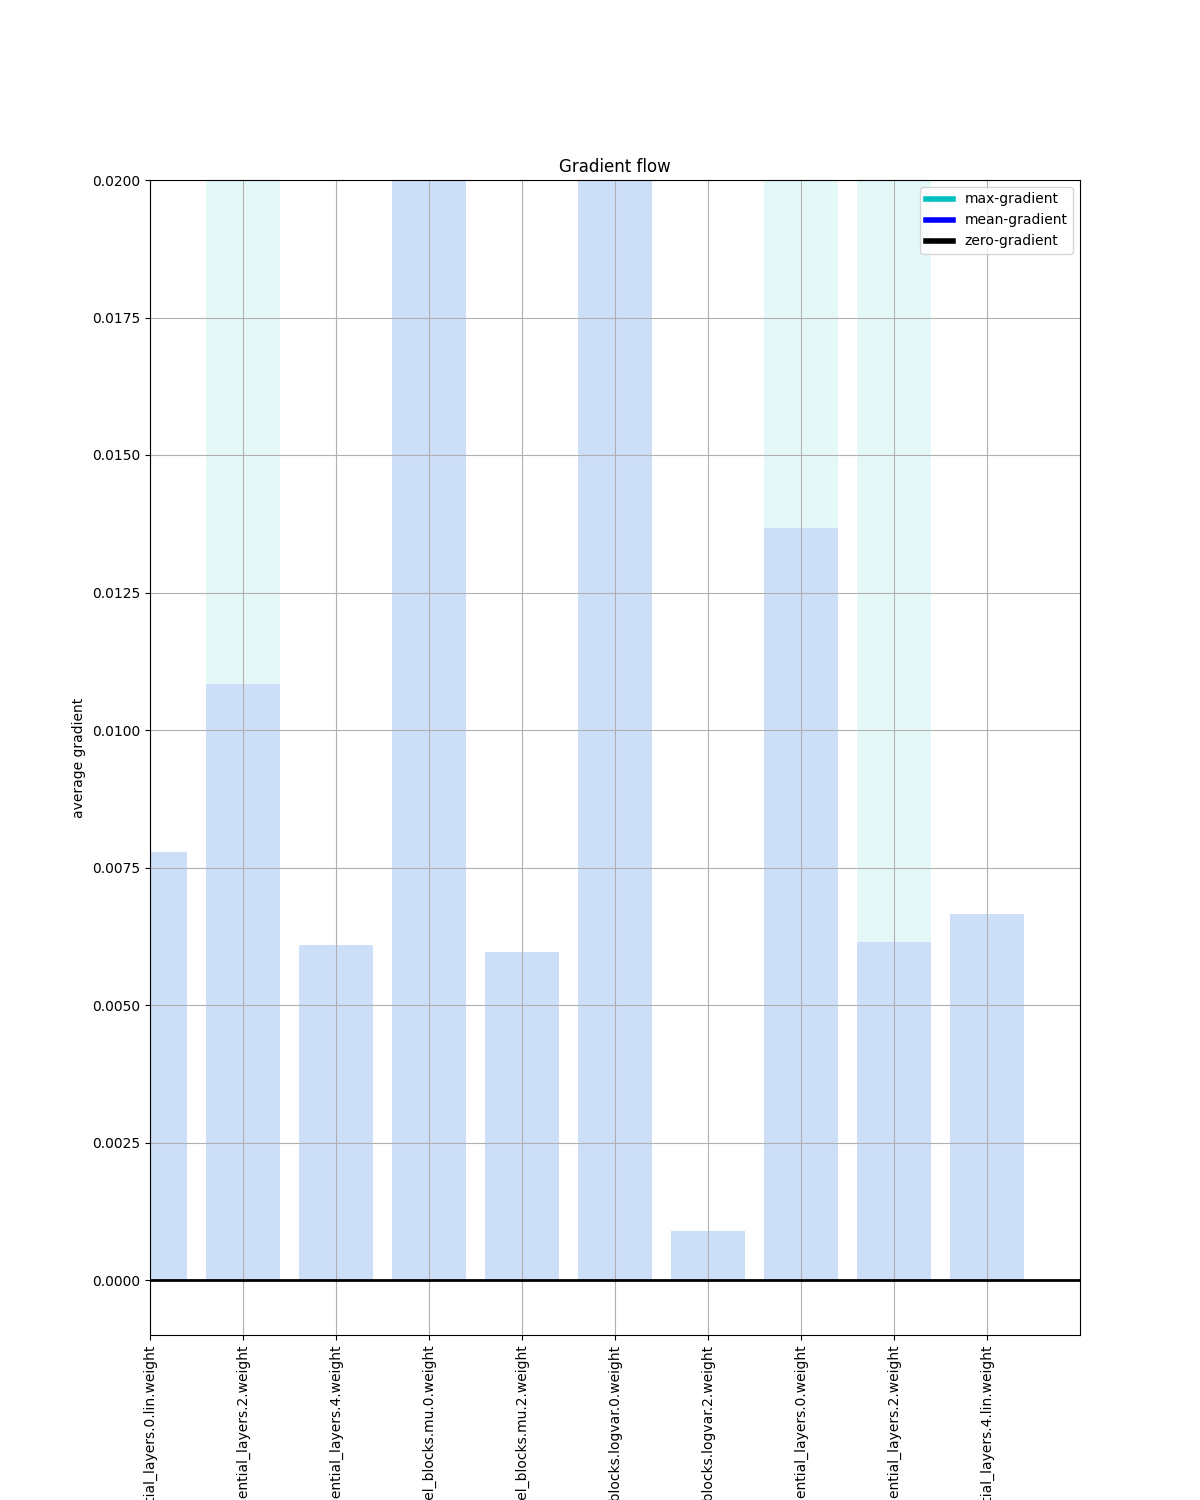 Gradient flow
max-gradient
mean-gradient
zero-gradient
0.0200
0.0175
0.0150
0.0125
0.0100
0.0075
0.0050
0.0025
0.0000
average gradient
tial_layers.0.lin.weight
ential_layers.2.weight
ential_layers.4.weight
el_blocks.mu.0.weight
el_blocks.mu.2.weight
blocks.logvar.0.weight
blocks.logvar.2.weight
ential_layers.0.weight
ential_layers.2.weight
tial_layers.4.lin.weight